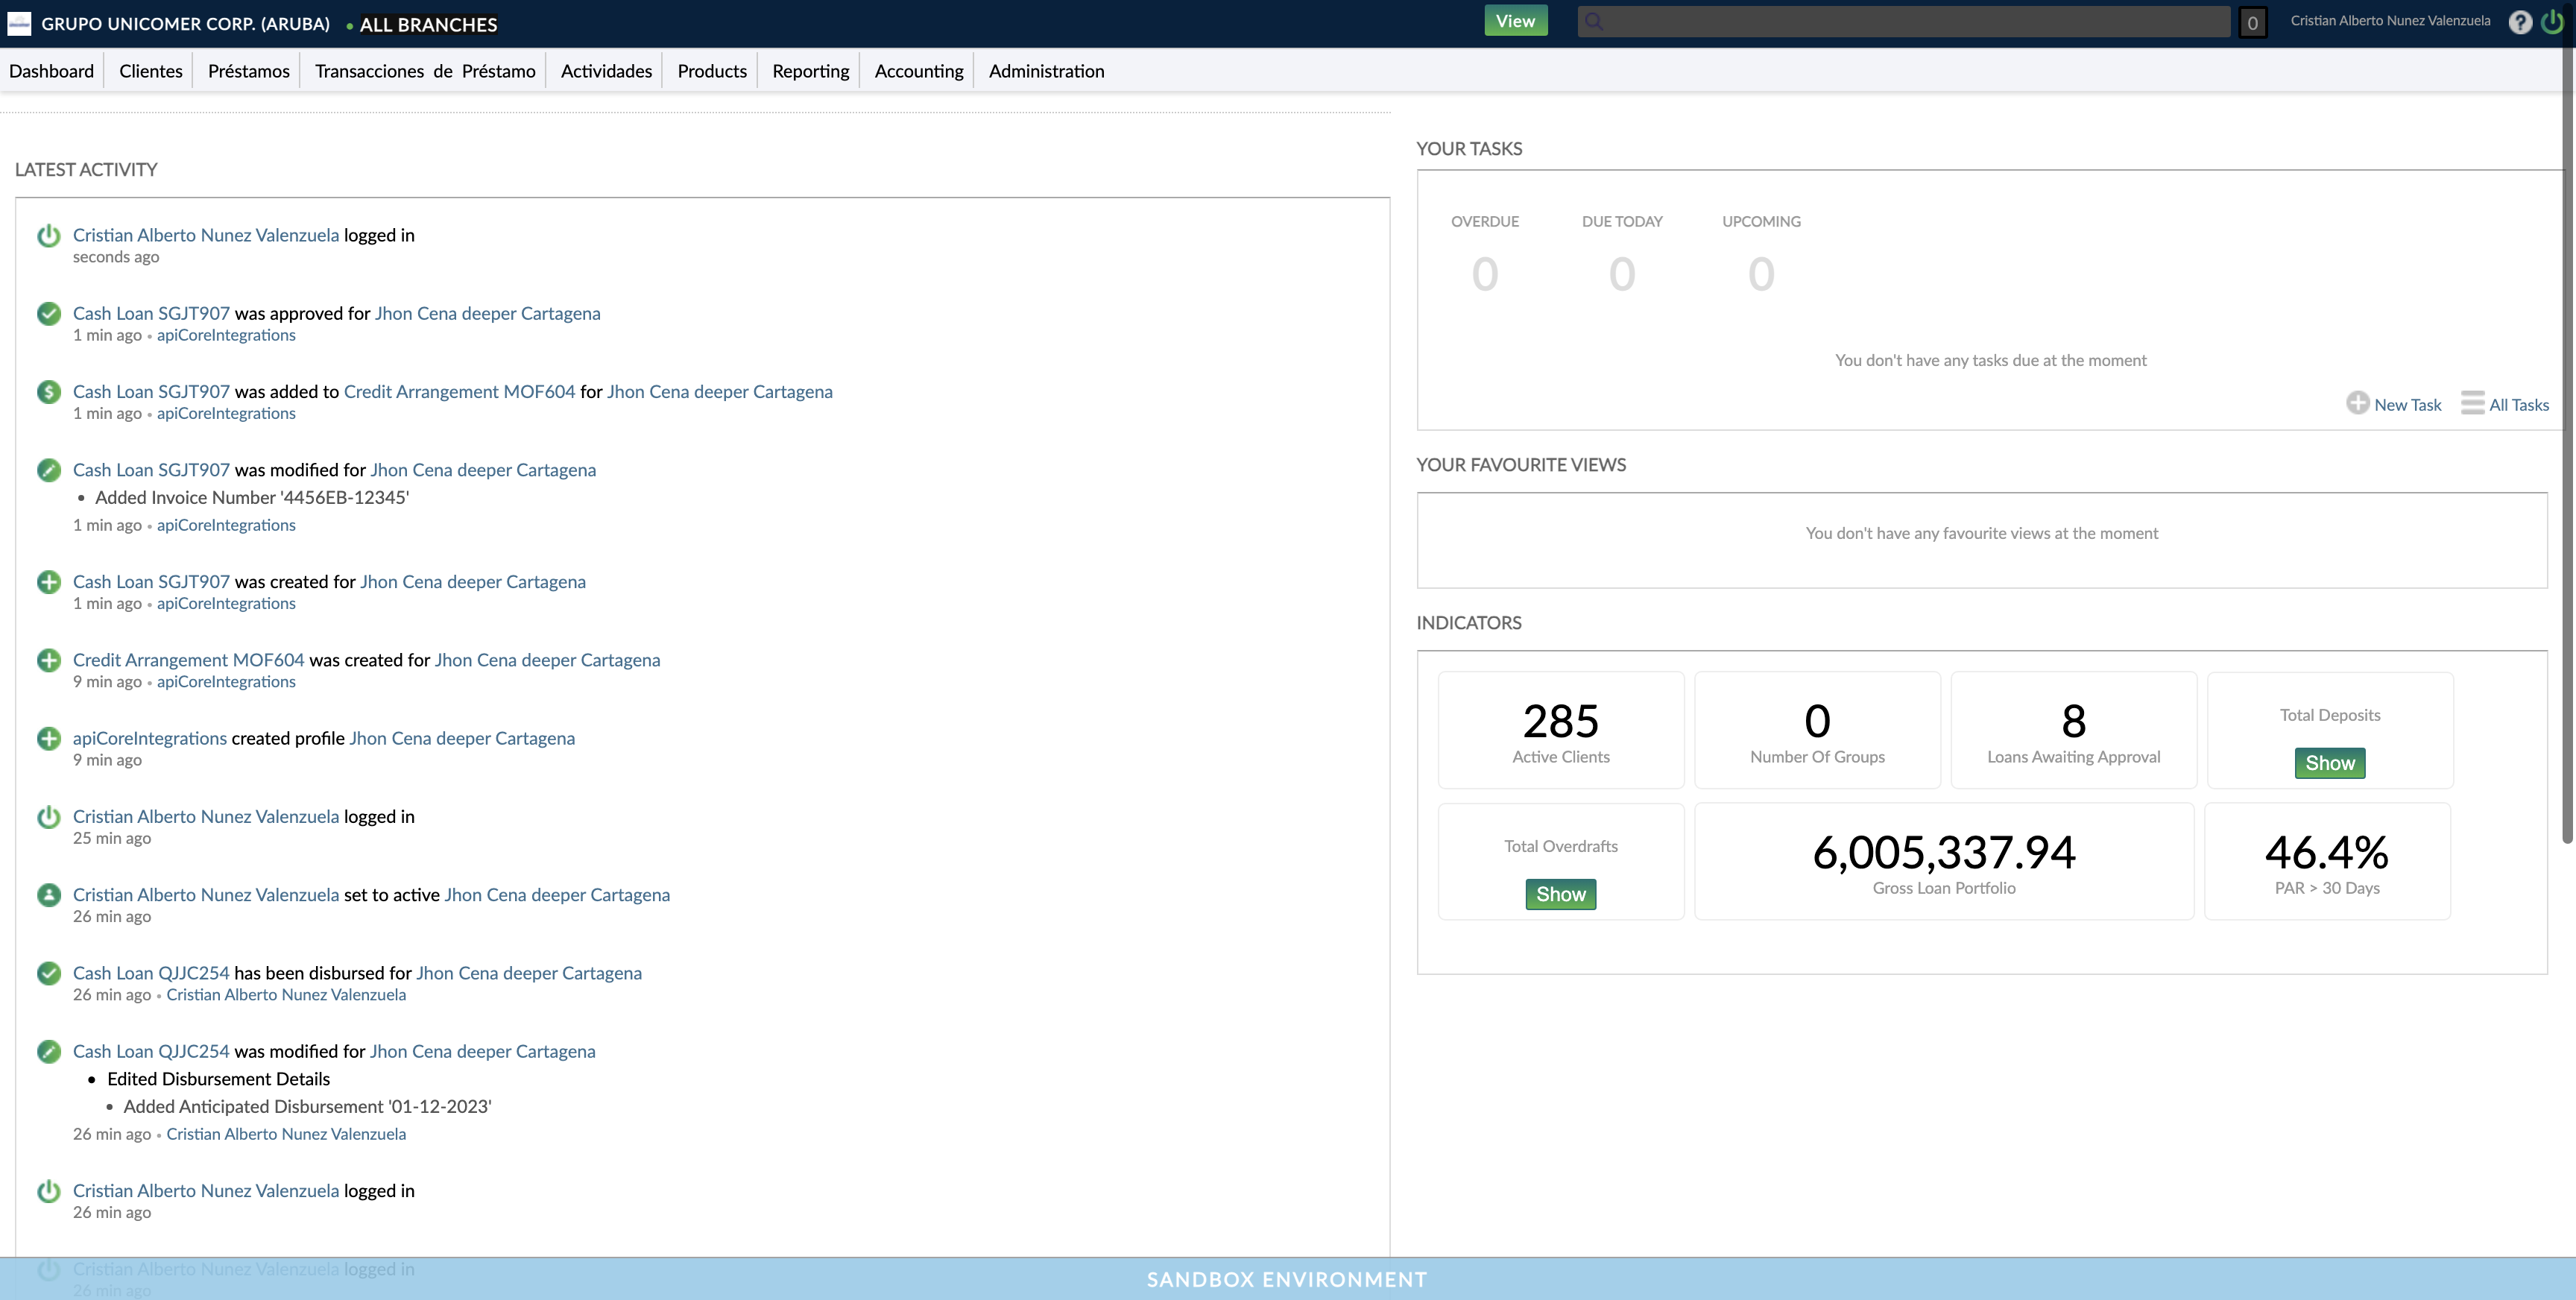 GRUPO UNICOMER CORP. (ARUBA) • ALL BRANCHES
View
0
Cristian Alberto Nunez Valenzuela
?
Dashboard
Clientes
Préstamos
Transacciones de Préstamo
Actividades
Products
Reporting
Accounting
Administration
LATEST ACTIVITY
Cristian Alberto Nunez Valenzuela logged in
seconds ago
Cash Loan SGJT907 was approved for Jhon Cena deeper Cartagena
1 min ago • apiCoreIntegrations
Cash Loan SGJT907 was added to Credit Arrangement MOF604 for Jhon Cena deeper Cartagena
1 min ago • apiCoreIntegrations
Cash Loan SGJT907 was modified for Jhon Cena deeper Cartagena
• Added Invoice Number '4456EB-12345'
1 min ago • apiCoreIntegrations
Cash Loan SGJT907 was created for Jhon Cena deeper Cartagena
1 min ago • apiCoreIntegrations
Credit Arrangement MOF604 was created for Jhon Cena deeper Cartagena
9 min ago • apiCoreIntegrations
apiCoreIntegrations created profile Jhon Cena deeper Cartagena
9 min ago
Cristian Alberto Nunez Valenzuela logged in
25 min ago
Cristian Alberto Nunez Valenzuela set to active Jhon Cena deeper Cartagena
26 min ago
Cash Loan QJJC254 has been disbursed for Jhon Cena deeper Cartagena
26 min ago • Cristian Alberto Nunez Valenzuela
Cash Loan QJJC254 was modified for Jhon Cena deeper Cartagena
• Edited Disbursement Details
• Added Anticipated Disbursement '01-12-2023'
26 min ago • Cristian Alberto Nunez Valenzuela
Cristian Alberto Nunez Valenzuela logged in
26 min ago
Cristian Alberto Nunez Valenzuela logged in
26 min ago
YOUR TASKS
OVERDUE
DUE TODAY
UPCOMING
0
0
0
You don't have any tasks due at the moment
New Task
All Tasks
YOUR FAVOURITE VIEWS
You don't have any favourite views at the moment
INDICATORS
285
Active Clients
0
Number Of Groups
8
Loans Awaiting Approval
Total Deposits
Show
Total Overdrafts
Show
6,005,337.94
Gross Loan Portfolio
46.4%
PAR > 30 Days
SANDBOX ENVIRONMENT